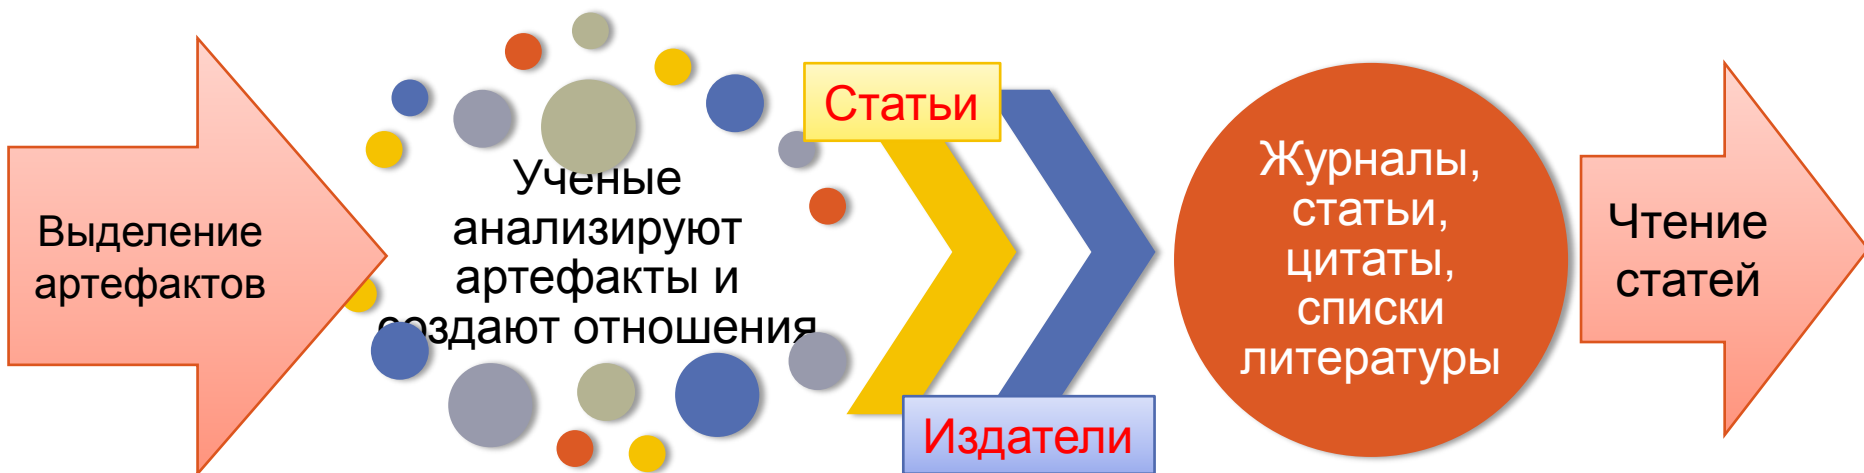 Выделение
артефактов
Ученые
анализируют
артефакты и
создают отношения
Статьи
Издатели
Журналы,
статьи,
цитаты,
списки
литературы
Чтение
статей